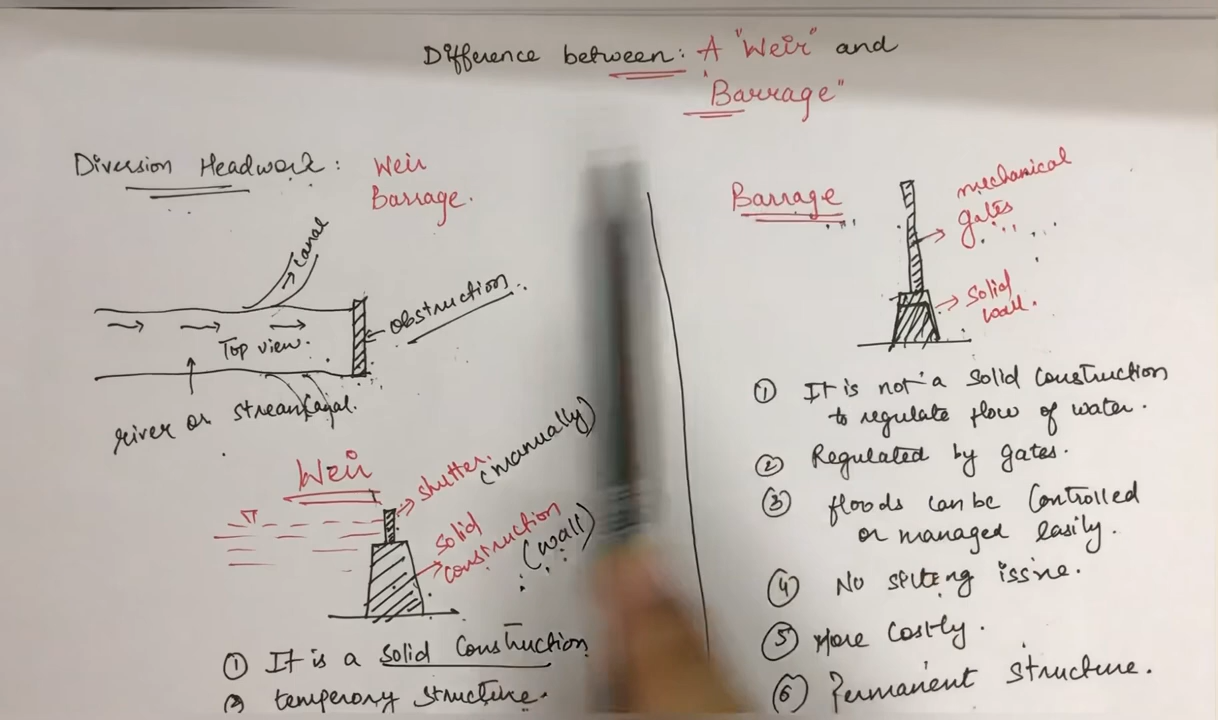 Difference between: A "Weir" and
"Barrage"
Diversion Headwork: Weir
Barrage.
canal
obstruction..
Top view.
river or stream
Canal.
Weir
shutter.
(manually)
solid
construction
(wall)
① It is a solid Construction
② temperory structure.
Barrage
mechanical
gates
solid
wall.
① It is not a solid construction
to regulate flow of water.
② Regulated by gates.
③ floods can be Controlled
or managed easily.
④ No silting issue.
⑤ More Costly.
⑥ Permanent structure.